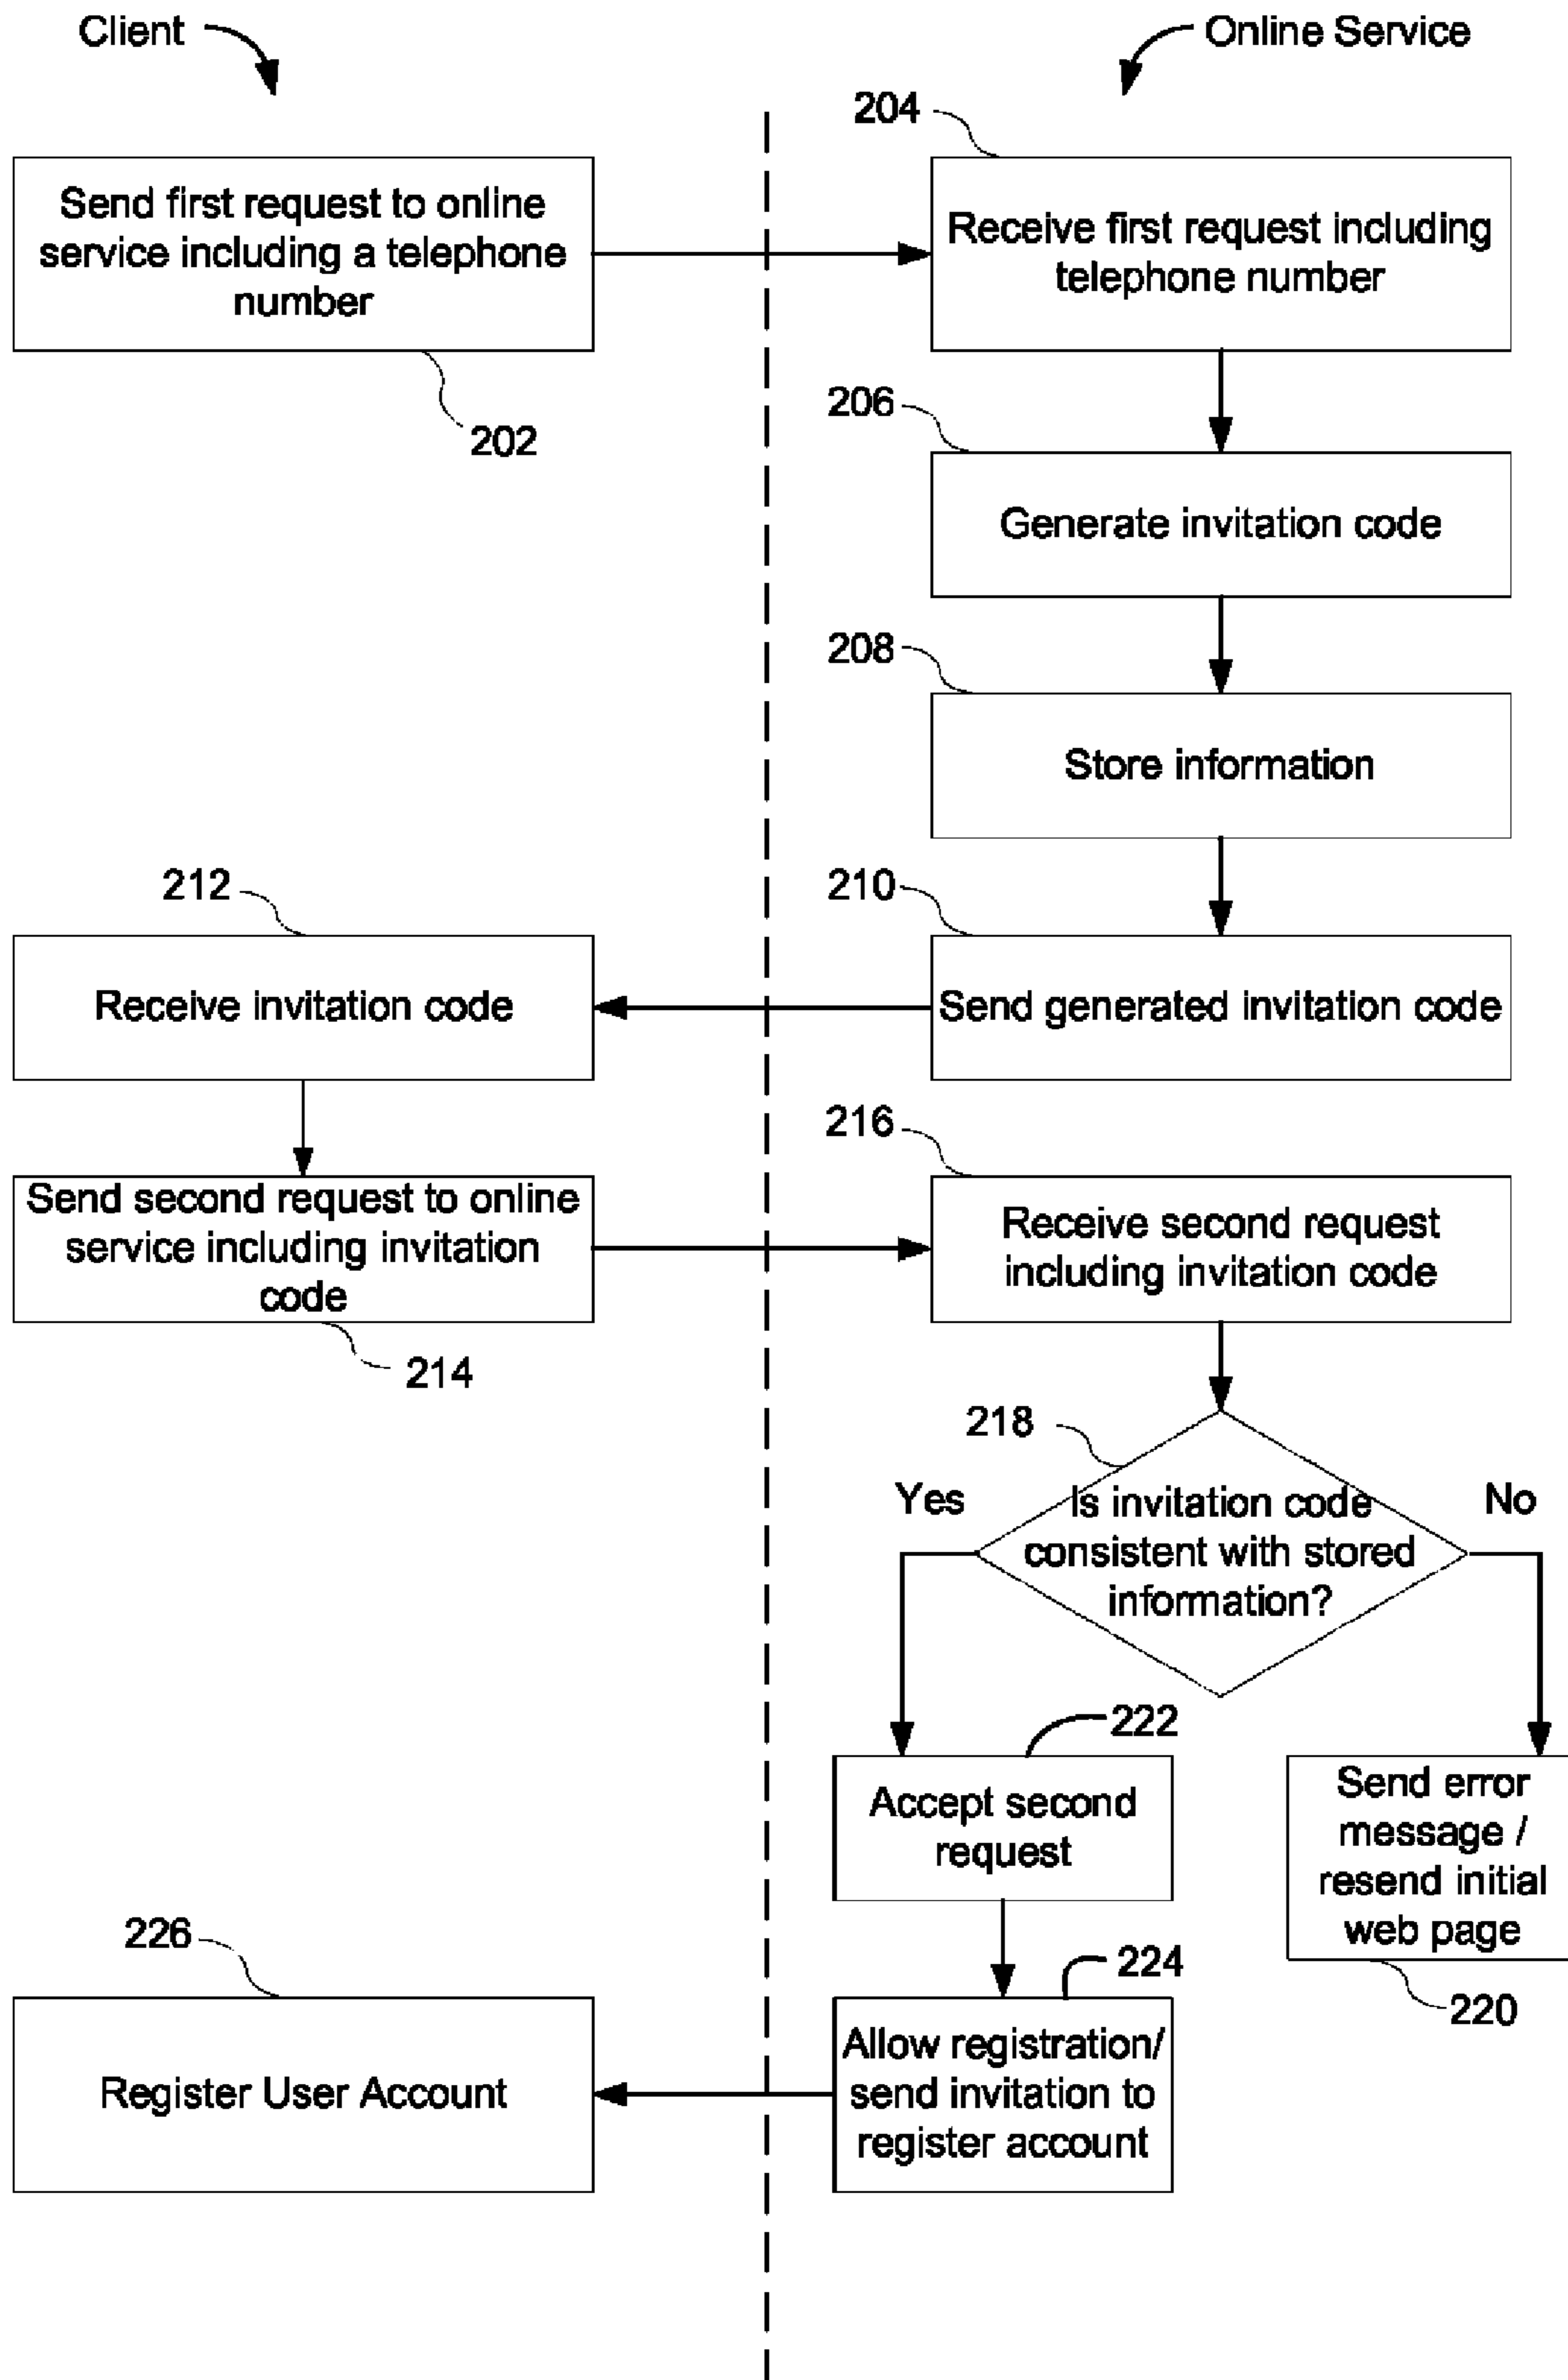 Client
Online Service
204
Send first request to online
service including a telephone
number
Receive first request including
telephone number
202
206
Generate invitation code
208
Store information
212
210
Receive invitation code
Send generated invitation code
216
Send second request to online
service including invitation
code
Receive second request
including invitation code
214
218
Yes
Is invitation code
consistent with stored
information?
No
222
Accept second
request
Send error
message /
resend initial
web page
226
224
220
Register User Account
Allow registration/
send invitation to
register account